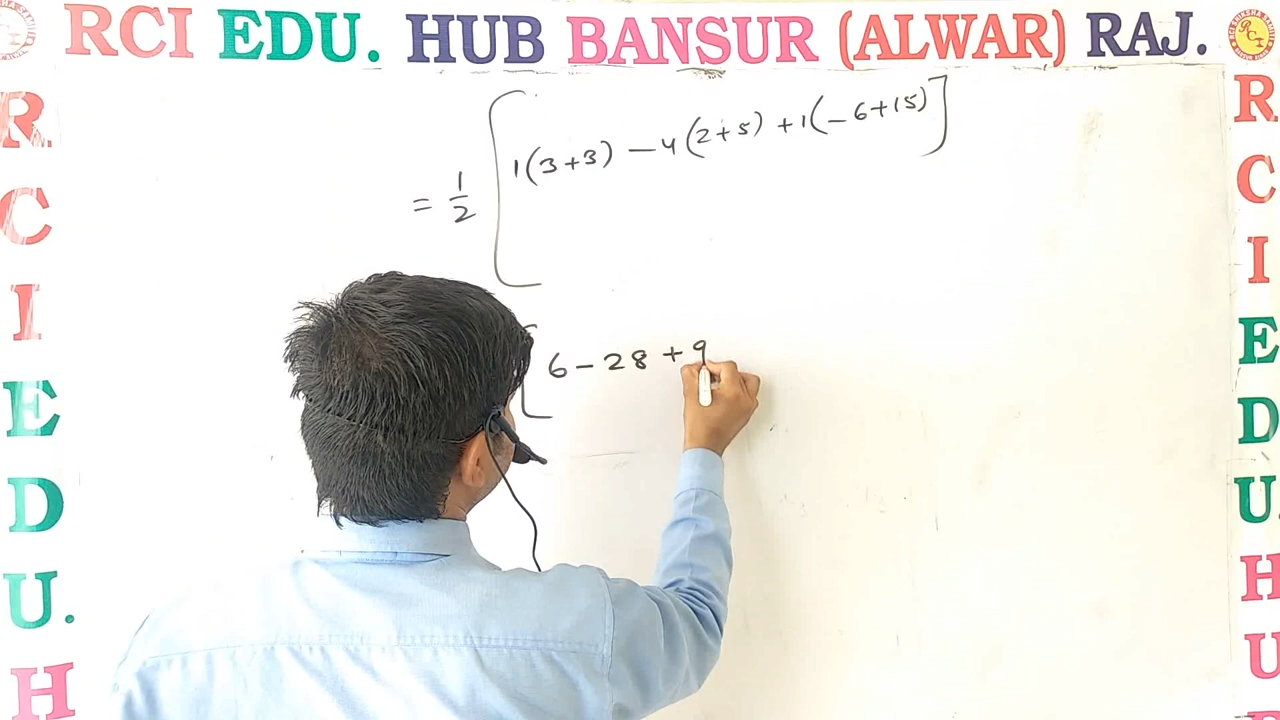 RCI EDU. HUB BANSUR (ALWAR) RAJ.
= 1/2 [1(3+3) -4(2+5) +1(-6+15)]
[6-28+9
R
C
I
E
D
U.
H
R
C
I
E
D
U.
H
U